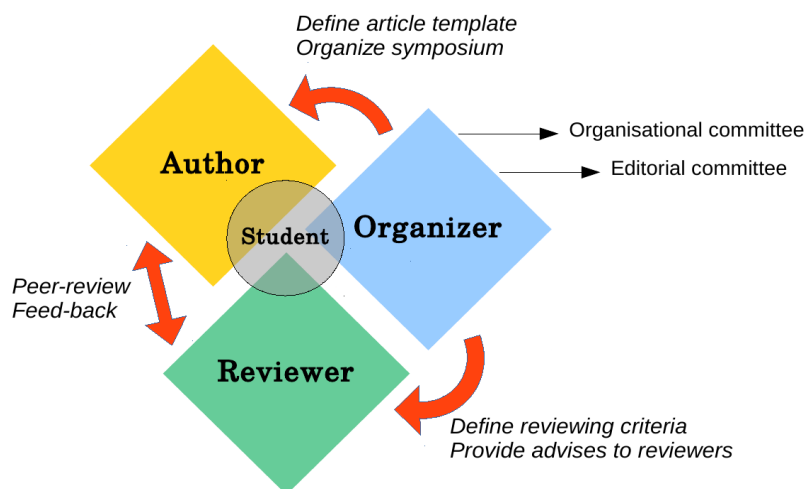 Define article template
Organize symposium
Organisational committee
Author
Editorial committee
Student
Organizer
Peer-review
Feed-back
Reviewer
Define reviewing criteria
Provide advises to reviewers